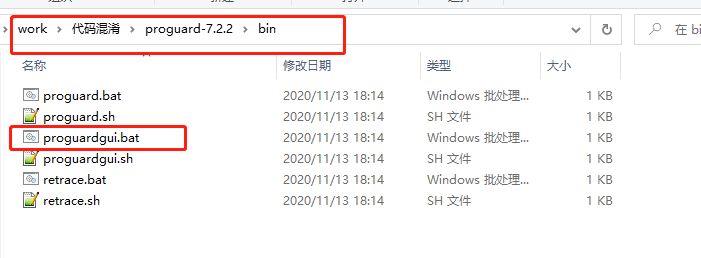 work > 代码混淆 > proguard-7.2.2 > bin
在 bi
名称 修改日期 类型 大小
proguard.bat 2020/11/13 18:14 Windows 批处理... 1 KB
proguard.sh 2020/11/13 18:14 SH 文件 1 KB
proguardgui.bat 2020/11/13 18:14 Windows 批处理... 1 KB
proguardgui.sh 2020/11/13 18:14 SH 文件 1 KB
retrace.bat 2020/11/13 18:14 Windows 批处理... 1 KB
retrace.sh 2020/11/13 18:14 SH 文件 1 KB